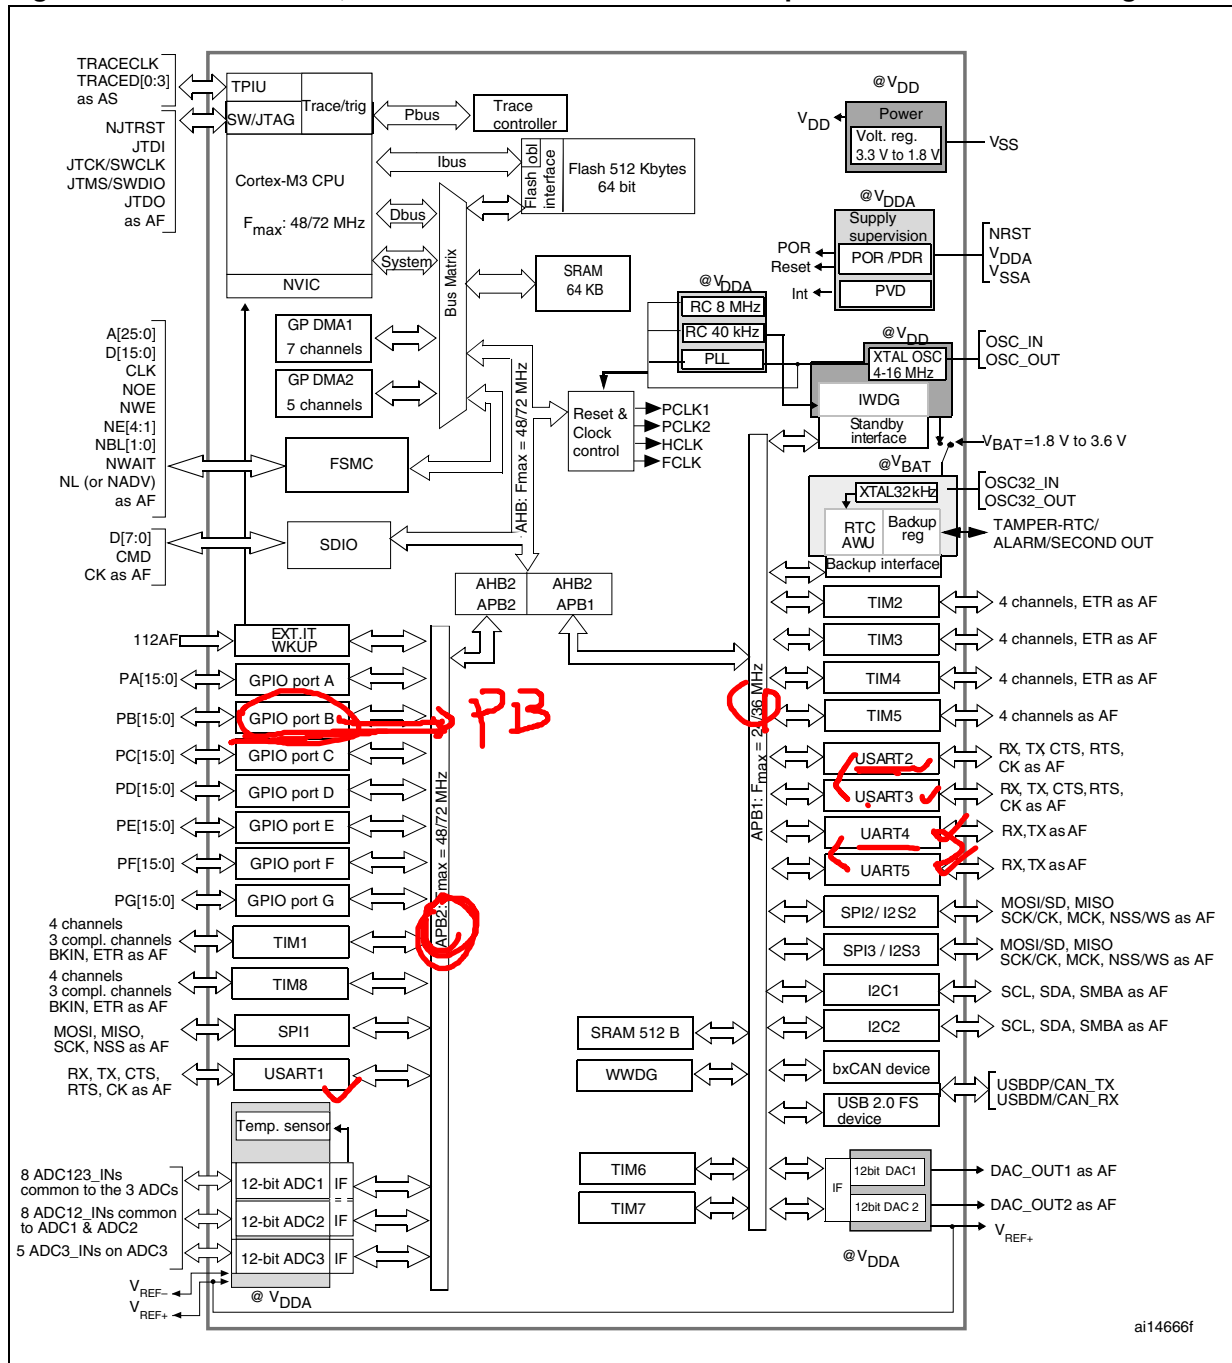 TRACECLK
TRACED[0:3]
as AS
NJTRST
JTDI
JTCK/SWCLK
JTMS/SWDIO
JTDO
as AF
TPIU
SW/JTAG
Trace/trig
Pbus
Trace
controller
Cortex-M3 CPU
Fmax: 48/72 MHz
NVIC
Ibus
Dbus
System
Flash obl
interface
Flash 512 Kbytes
64 bit
Bus Matrix
SRAM
64 KB
GP DMA1
7 channels
GP DMA2
5 channels
@VDD
Power
VDD
Volt. reg.
3.3 V to 1.8 V
VSS
@VDDA
Supply
supervision
POR
Reset
Int
POR /PDR
PVD
NRST
VDDA
VSSA
@VDDA
RC 8 MHz
RC 40 kHz
PLL
@VDD
XTAL OSC
4-16 MHz
OSC_IN
OSC_OUT
IWDG
Standby
interface
VBAT=1.8 V to 3.6 V
Reset &
Clock
control
PCLK1
PCLK2
HCLK
FCLK
@VBAT
XTAL32kHz
OSC32_IN
OSC32_OUT
RTC
AWU
Backup
reg
Backup interface
TAMPER-RTC/
ALARM/SECOND OUT
A[25:0]
D[15:0]
CLK
NOE
NWE
NE[4:1]
NBL[1:0]
NWAIT
NL (or NADV)
as AF
FSMC
D[7:0]
CMD
CK as AF
SDIO
AHB: Fmax = 48/72 MHz
AHB2
APB2
AHB2
APB1
112AF
EXT.IT
WKUP
PA[15:0]
GPIO port A
PB[15:0]
GPIO port B
PB
PC[15:0]
GPIO port C
PD[15:0]
GPIO port D
PE[15:0]
GPIO port E
PF[15:0]
GPIO port F
PG[15:0]
GPIO port G
4 channels
3 compl. channels
BKIN, ETR as AF
TIM1
4 channels
3 compl. channels
BKIN, ETR as AF
TIM8
MOSI, MISO,
SCK, NSS as AF
SPI1
RX, TX, CTS,
RTS, CK as AF
USART1
Temp. sensor
8 ADC123_INs
common to the 3 ADCs
12-bit ADC1 IF
8 ADC12_INs common
to ADC1 & ADC2
12-bit ADC2 IF
5 ADC3_INs on ADC3
12-bit ADC3 IF
VREF–
VREF+
@ VDDA
APB2: Fmax = 48/72 MHz
APB1: Fmax = 24/36 MHz
TIM2
4 channels, ETR as AF
TIM3
4 channels, ETR as AF
TIM4
4 channels, ETR as AF
TIM5
4 channels as AF
USART2
RX, TX CTS, RTS,
CK as AF
USART3
RX, TX, CTS, RTS,
CK as AF
UART4
RX,TX as AF
UART5
RX, TX as AF
SPI2/ I2S2
MOSI/SD, MISO
SCK/CK, MCK, NSS/WS as AF
SPI3 / I2S3
MOSI/SD, MISO
SCK/CK, MCK, NSS/WS as AF
I2C1
SCL, SDA, SMBA as AF
I2C2
SCL, SDA, SMBA as AF
SRAM 512 B
WWDG
bxCAN device
USB 2.0 FS
device
USBDP/CAN_TX
USBDM/CAN_RX
TIM6
TIM7
IF
12bit DAC1
12bit DAC 2
DAC_OUT1 as AF
DAC_OUT2 as AF
VREF+
@VDDA
ai14666f